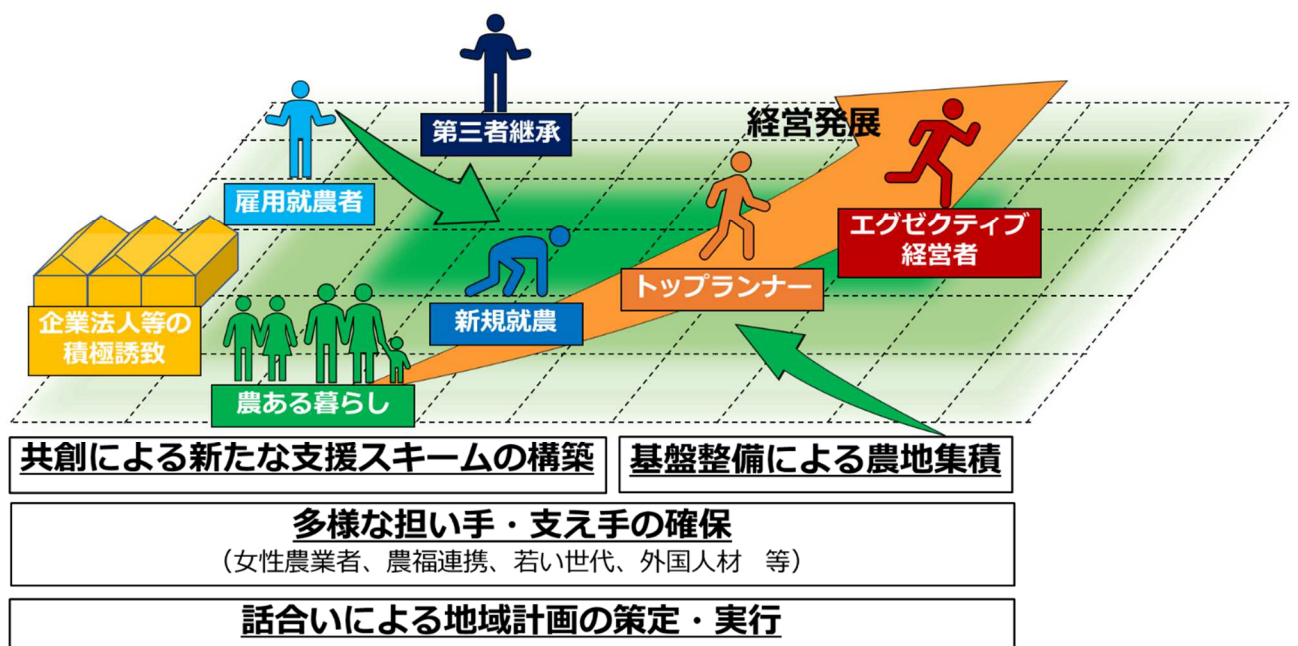 第三者継承
経営発展
雇用就農者
エグゼクティブ
経営者
トップランナー
新規就農
企業法人等の
積極誘致
農ある暮らし
共創による新たな支援スキームの構築
基盤整備による農地集積
多様な担い手・支え手の確保
（女性農業者、農福連携、若い世代、外国人材　等）
話合いによる地域計画の策定・実行